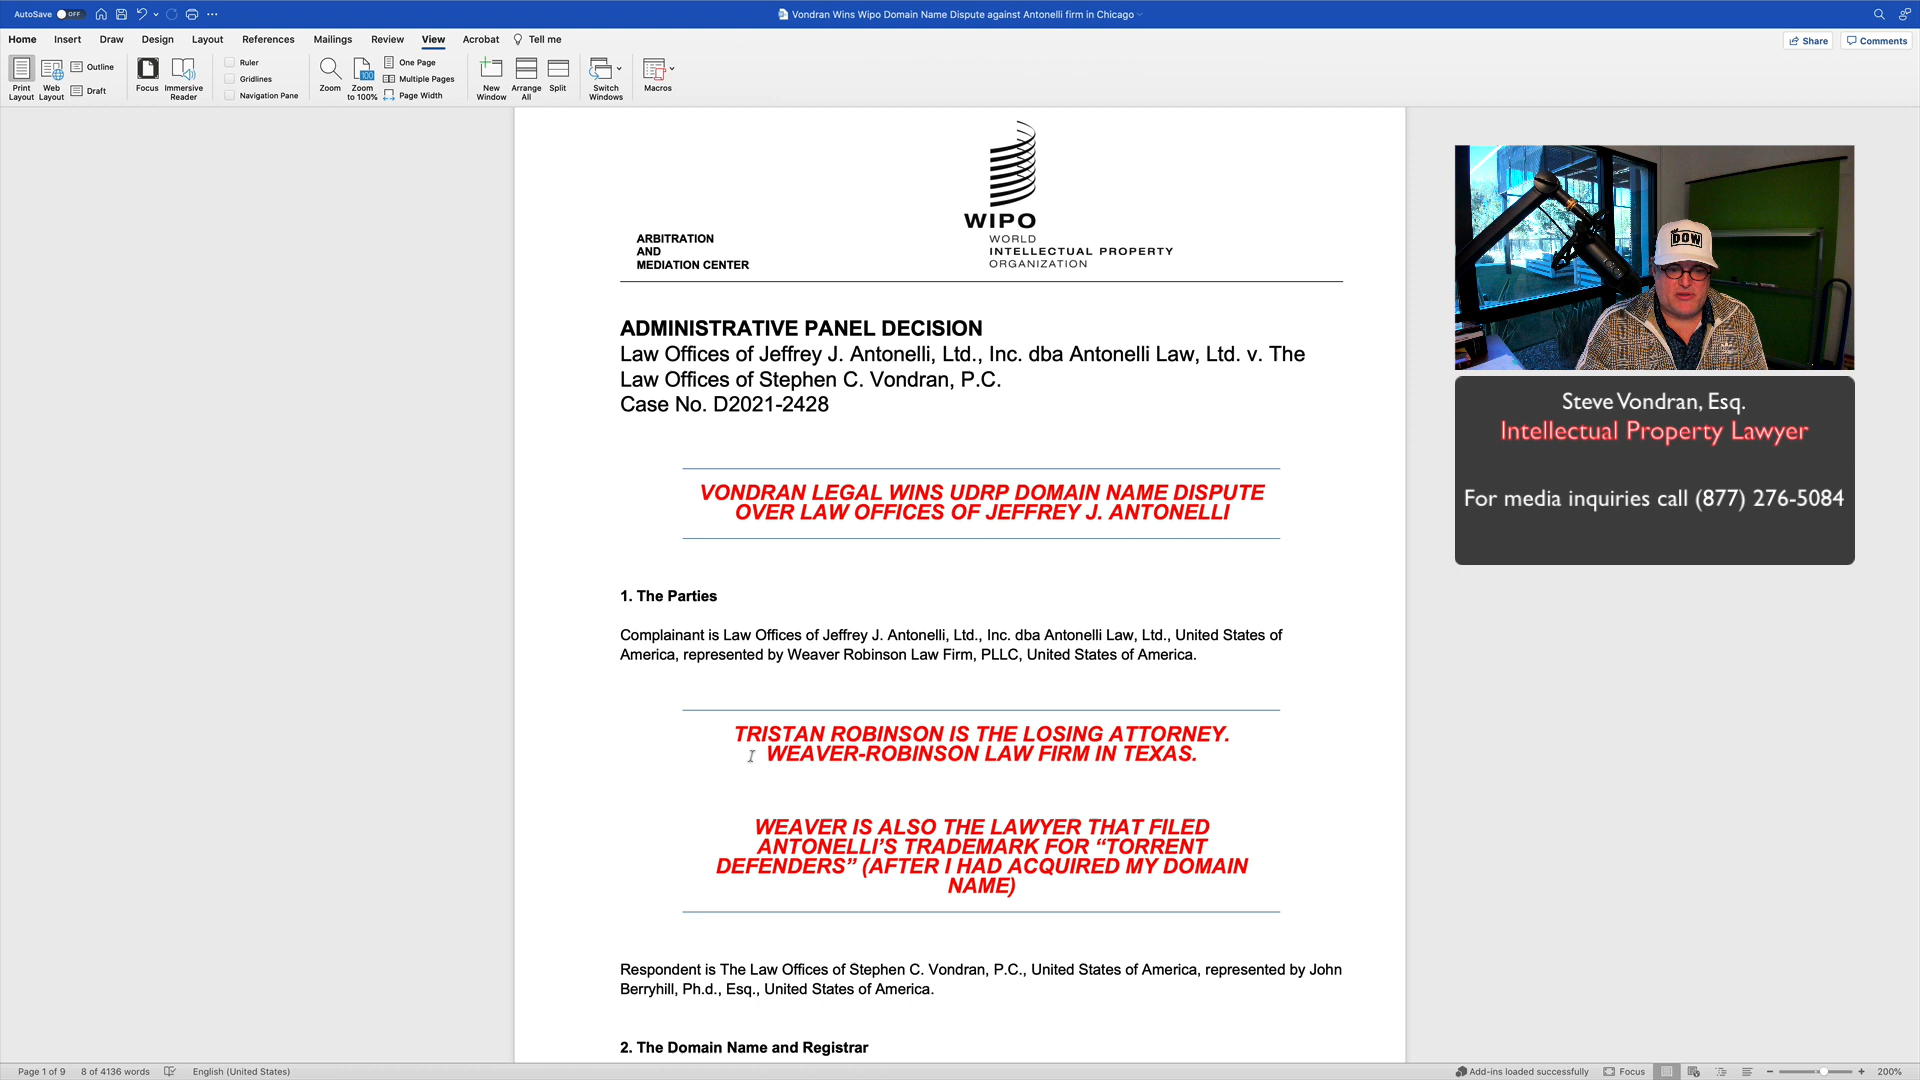 AutoSave OFF
Vondran Wins Wipo Domain Name Dispute against Antonelli firm in Chicago
Home Insert Draw Design Layout References Mailings Review View Acrobat Tell me
Share Comments
Print Layout
Web Layout
Outline
Draft
Focus
Immersive Reader
Ruler
Gridlines
Navigation Pane
Zoom
Zoom to 100%
100
One Page
Multiple Pages
Page Width
New Window
Arrange All
Split
Switch Windows
Macros
WIPO
WORLD
INTELLECTUAL PROPERTY
ORGANIZATION
ARBITRATION
AND
MEDIATION CENTER
ADMINISTRATIVE PANEL DECISION
Law Offices of Jeffrey J. Antonelli, Ltd., Inc. dba Antonelli Law, Ltd. v. The
Law Offices of Stephen C. Vondran, P.C.
Case No. D2021-2428
VONDRAN LEGAL WINS UDRP DOMAIN NAME DISPUTE
OVER LAW OFFICES OF JEFFREY J. ANTONELLI
1. The Parties
Complainant is Law Offices of Jeffrey J. Antonelli, Ltd., Inc. dba Antonelli Law, Ltd., United States of
America, represented by Weaver Robinson Law Firm, PLLC, United States of America.
TRISTAN ROBINSON IS THE LOSING ATTORNEY.
WEAVER-ROBINSON LAW FIRM IN TEXAS.
WEAVER IS ALSO THE LAWYER THAT FILED
ANTONELLI’S TRADEMARK FOR “TORRENT
DEFENDERS” (AFTER I HAD ACQUIRED MY DOMAIN
NAME)
Respondent is The Law Offices of Stephen C. Vondran, P.C., United States of America, represented by John
Berryhill, Ph.d., Esq., United States of America.
2. The Domain Name and Registrar
DOW
Steve Vondran, Esq.
Intellectual Property Lawyer
For media inquiries call (877) 276-5084
Page 1 of 9 8 of 4136 words English (United States)
Add-ins loaded successfully Focus 200%